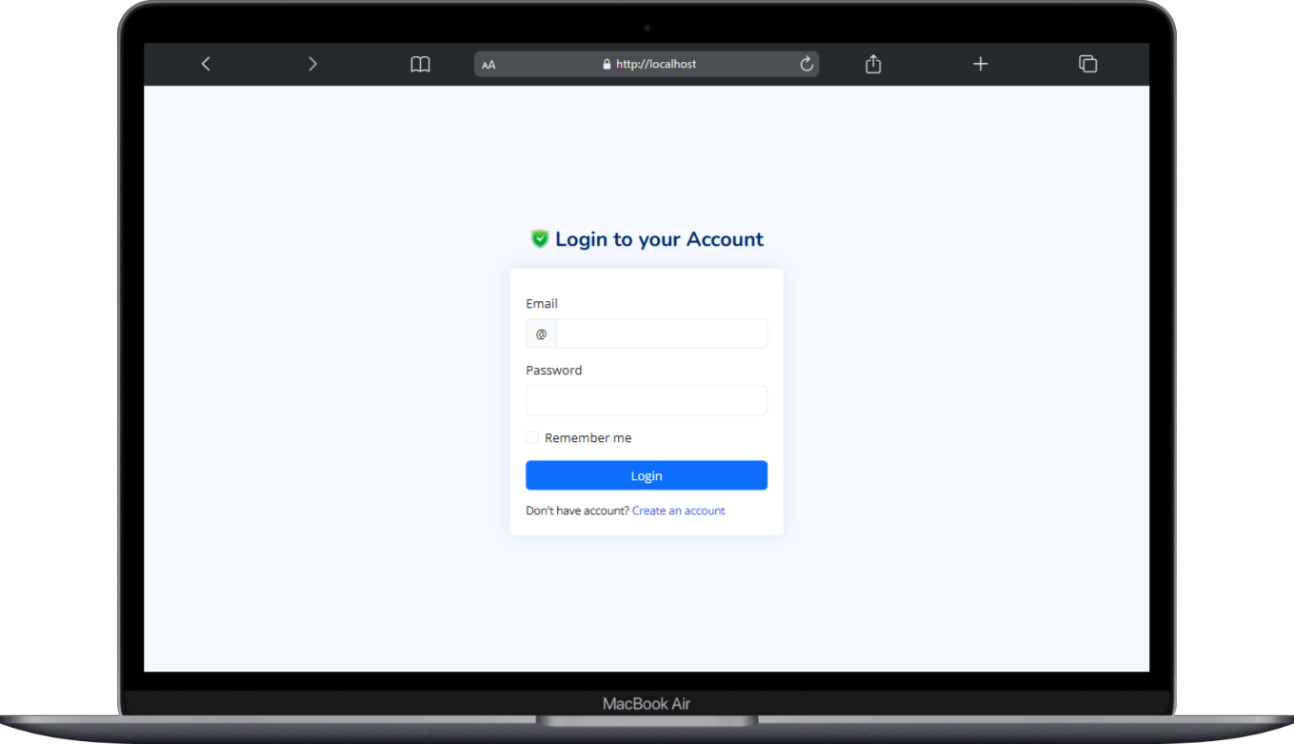 AA http://localhost
Login to your Account
Email
@
Password
Remember me
Login
Don't have account? Create an account
MacBook Air